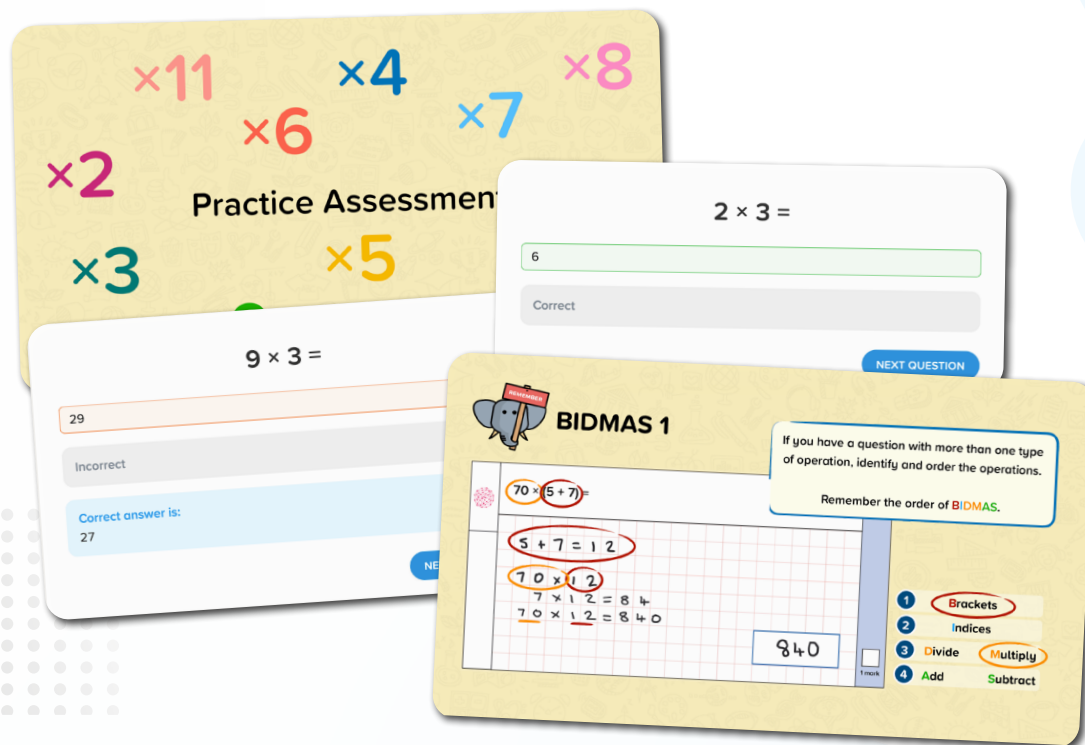 ×11
×4
×8
×6
×7
×2
Practice Assessmen
×3
×5
2 × 3 =
6
Correct
NEXT QUESTION
9 × 3 =
29
Incorrect
Correct answer is:
27
NE
REMEMBER
BIDMAS 1
If you have a question with more than one type
of operation, identify and order the operations.
Remember the order of BIDMAS.
70 × (5 + 7) =
5 + 7 = 12
70 × 12
7 × 12 = 84
70 × 12 = 840
840
1 mark
1 Brackets
2 Indices
3 Divide Multiply
4 Add Subtract